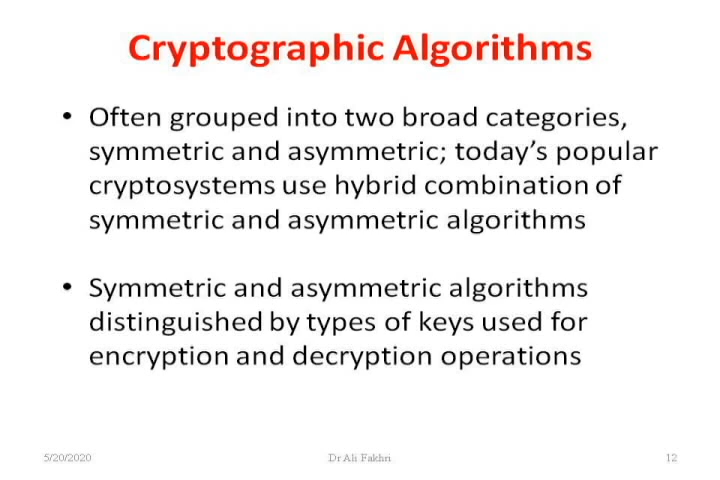 Cryptographic Algorithms
• Often grouped into two broad categories,
symmetric and asymmetric; today’s popular
cryptosystems use hybrid combination of
symmetric and asymmetric algorithms
• Symmetric and asymmetric algorithms
distinguished by types of keys used for
encryption and decryption operations
5/20/2020
Dr Ali Fakhri
12